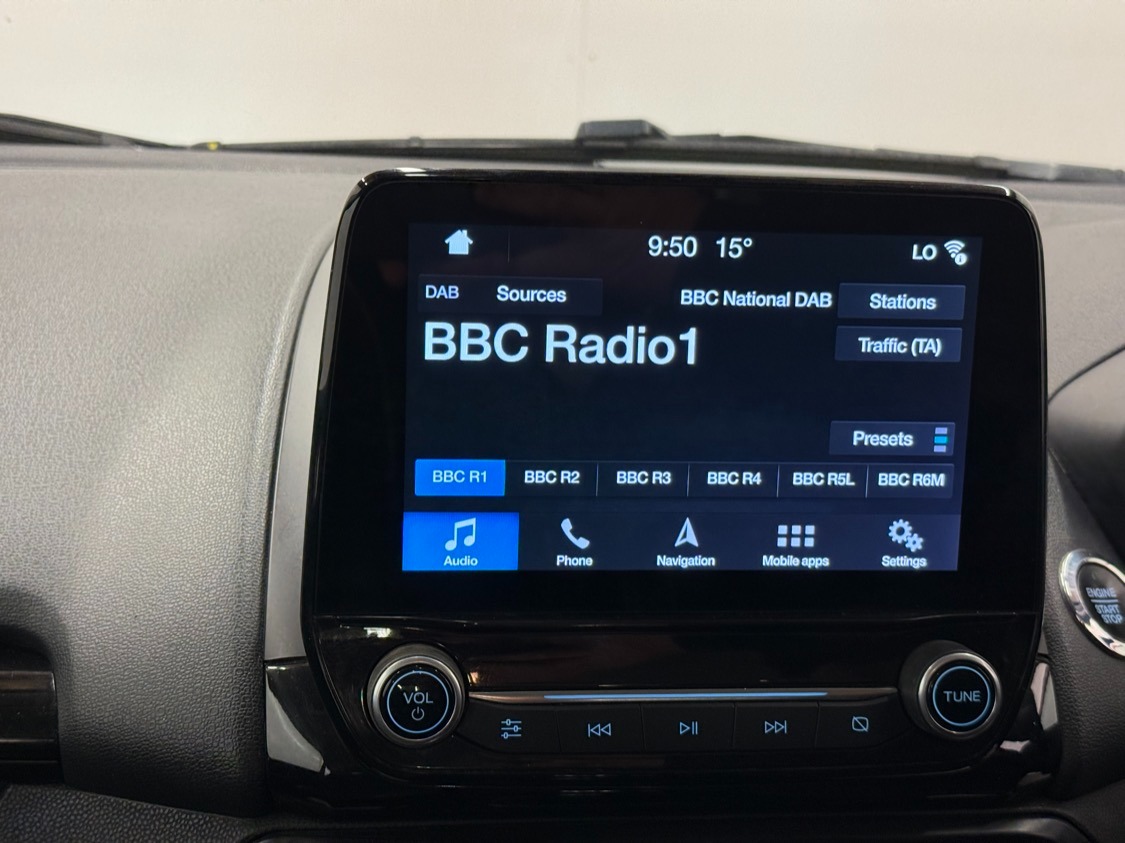 9:50 15° LO
DAB Sources BBC National DAB Stations
BBC Radio1
Traffic (TA)
Presets
BBC R1 BBC R2 BBC R3 BBC R4 BBC R5L BBC R6M
Audio Phone Navigation Mobile apps Settings
ENGINE
START
STOP
VOL
TUNE